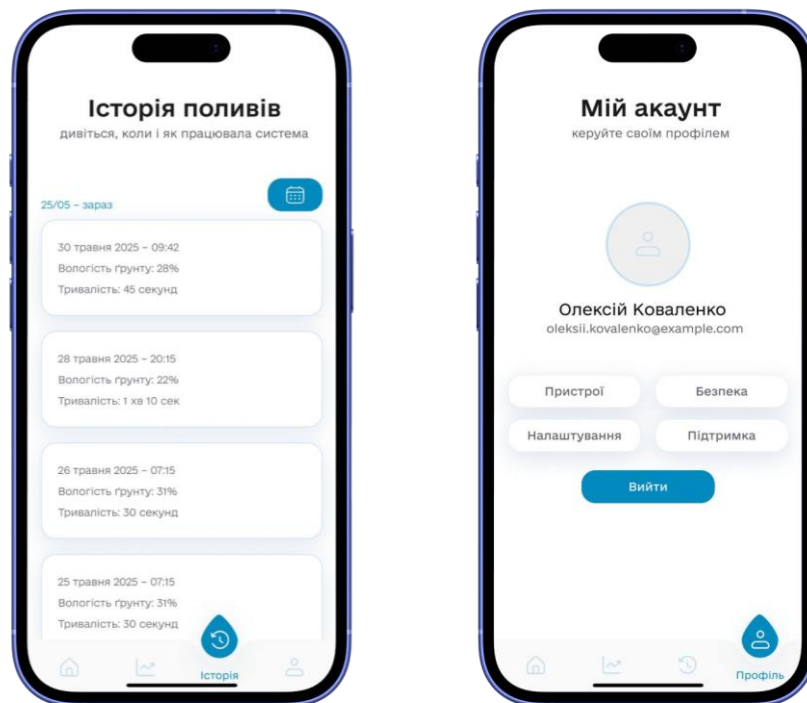 Історія поливів
дивіться, коли і як працювала система
25/05 – зараз
30 травня 2025 – 09:42
Вологість ґрунту: 28%
Тривалість: 45 секунд
28 травня 2025 – 20:15
Вологість ґрунту: 22%
Тривалість: 1 хв 10 сек
26 травня 2025 – 07:15
Вологість ґрунту: 31%
Тривалість: 30 секунд
25 травня 2025 – 07:15
Вологість ґрунту: 31%
Тривалість: 30 секунд
Історія
Мій акаунт
керуйте своїм профілем
Олексій Коваленко
oleksii.kovalenko@example.com
Пристрої
Безпека
Налаштування
Підтримка
Вийти
Профіль